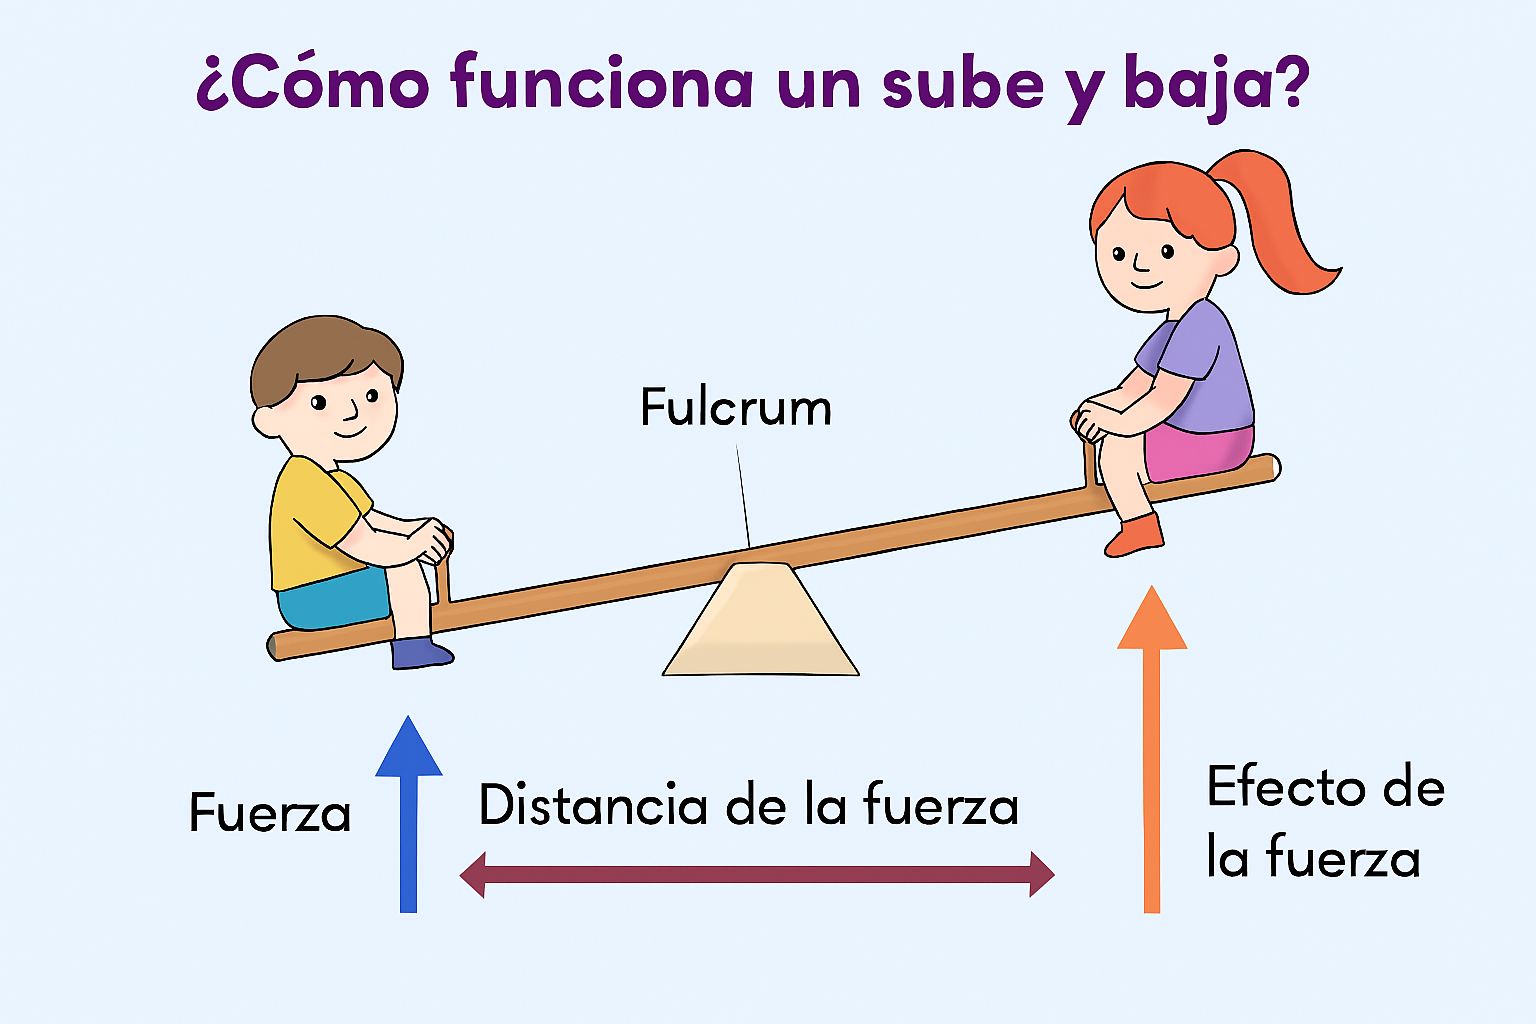 ¿Cómo funciona un sube y baja?
Fulcrum
Fuerza
Distancia de la fuerza
Efecto de
la fuerza